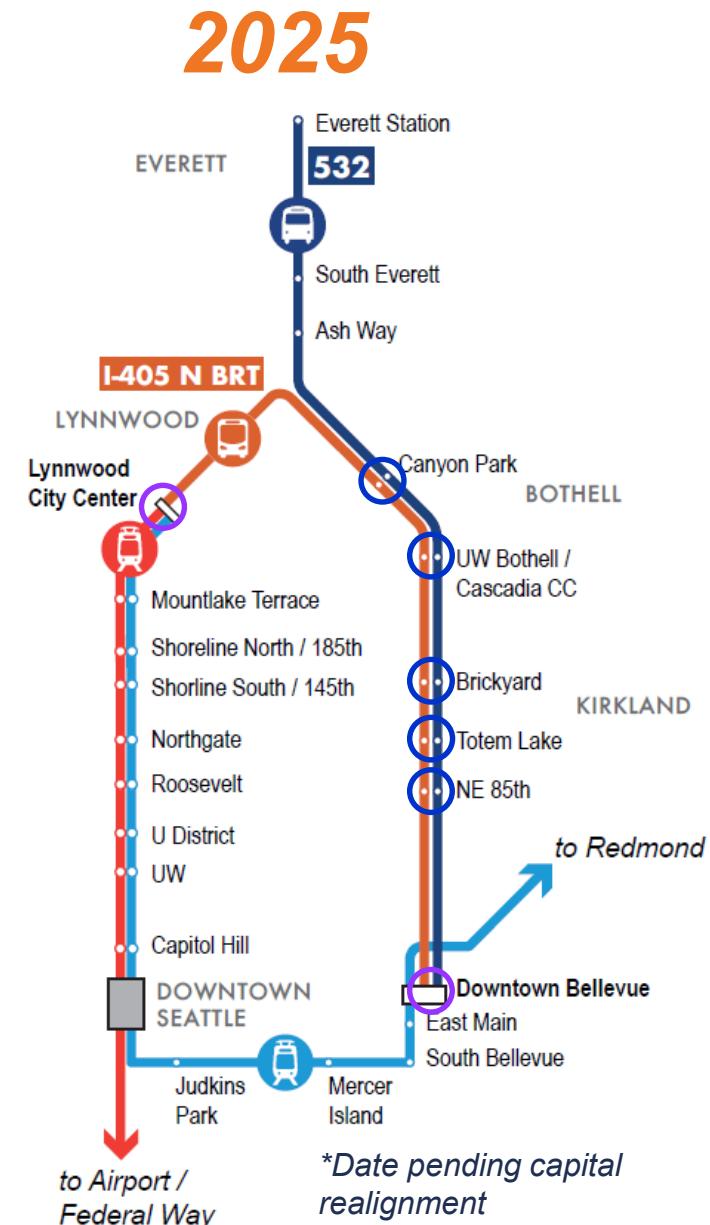 2025
Everett Station
EVERETT
532
South Everett
Ash Way
I-405 N BRT
LYNNWOOD
Lynnwood
City Center
Canyon Park
BOTHELL
UW Bothell /
Cascadia CC
Mountlake Terrace
Shoreline North / 185th
Shorline South / 145th
Brickyard
KIRKLAND
Northgate
Totem Lake
Roosevelt
NE 85th
U District
to Redmond
UW
Capitol Hill
DOWNTOWN
SEATTLE
Downtown Bellevue
East Main
South Bellevue
Judkins
Park
Mercer
Island
*Date pending capital
realignment
to Airport /
Federal Way